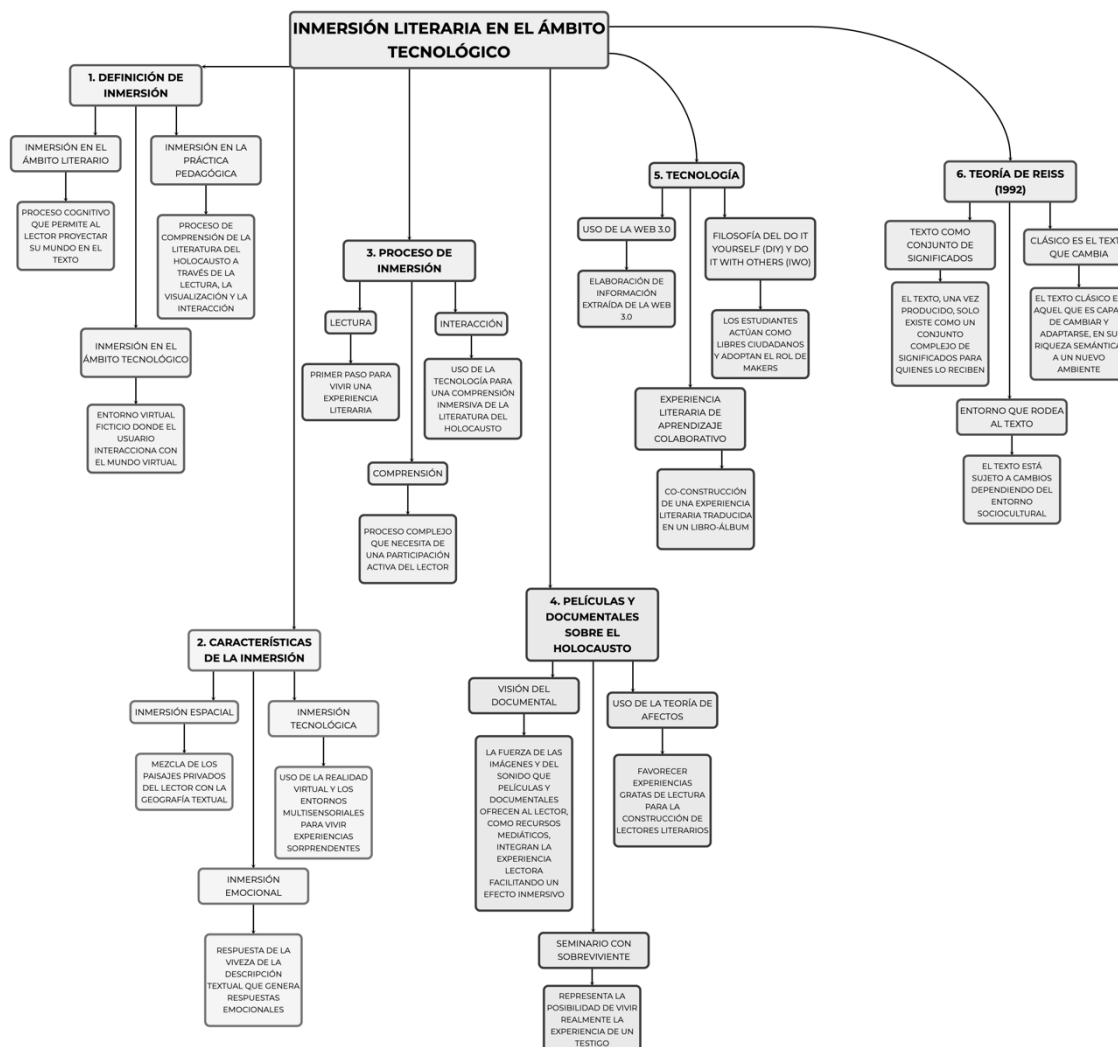 INMERSIÓN LITERARIA EN EL ÁMBITO
TECNOLÓGICO
1. DEFINICIÓN DE
INMERSIÓN
INMERSIÓN EN EL
ÁMBITO LITERARIO
PROCESO COGNITIVO
QUE PERMITE AL
LECTOR PROYECTAR
SU MUNDO EN EL
TEXTO
INMERSIÓN EN LA
PRÁCTICA
PEDAGÓGICA
PROCESO DE
COMPRENSIÓN DE LA
LITERATURA DEL
HOLOCAUSTO A
TRAVÉS DE LA
LECTURA, LA
VISUALIZACIÓN Y LA
INTERACCIÓN
INMERSIÓN EN EL
ÁMBITO TECNOLÓGICO
ENTORNO VIRTUAL
FICTICIO DONDE EL
USUARIO
INTERACCIONA CON
EL MUNDO VIRTUAL
2. CARACTERÍSTICAS
DE LA INMERSIÓN
INMERSIÓN ESPACIAL
MEZCLA DE LOS
PAISAJES PRIVADOS
DEL LECTOR CON LA
GEOGRAFÍA TEXTUAL
INMERSIÓN
TECNOLÓGICA
USO DE LA REALIDAD
VIRTUAL Y LOS
ENTORNOS
MULTISENSORIALES
PARA VIVIR
EXPERIENCIAS
SORPRENDENTES
INMERSIÓN
EMOCIONAL
RESPUESTA DE LA
VIVEZA DE LA
DESCRIPCIÓN
TEXTUAL QUE GENERA
RESPUESTAS
EMOCIONALES
3. PROCESO DE
INMERSIÓN
LECTURA
PRIMER PASO PARA
VIVIR UNA
EXPERIENCIA
LITERARIA
INTERACCIÓN
USO DE LA
TECNOLOGÍA PARA
UNA COMPRENSIÓN
INMERSIVA DE LA
LITERATURA DEL
HOLOCAUSTO
COMPRENSIÓN
PROCESO COMPLEJO
QUE NECESITA DE
UNA PARTICIPACIÓN
ACTIVA DEL LECTOR
4. PELÍCULAS Y
DOCUMENTALES
SOBRE EL
HOLOCAUSTO
VISIÓN DEL
DOCUMENTAL
LA FUERZA DE LAS
IMÁGENES Y DEL
SONIDO QUE
PELÍCULAS Y
DOCUMENTALES
OFRECEN AL LECTOR,
COMO RECURSOS
MEDIÁTICOS,
INTEGRAN LA
EXPERIENCIA
LECTORA
FACILITANDO UN
EFECTO INMERSIVO
USO DE LA TEORÍA DE
AFECTOS
FAVORECER
EXPERIENCIAS
GRATAS DE LECTURA
PARA LA
CONSTRUCCIÓN DE
LECTORES LITERARIOS
SEMINARIO CON
SOBREVIVIENTE
REPRESENTA LA
POSIBILIDAD DE VIVIR
REALMENTE LA
EXPERIENCIA DE UN
TESTIGO
5. TECNOLOGÍA
USO DE LA WEB 3.0
ELABORACIÓN DE
INFORMACIÓN
EXTRAÍDA DE LA WEB
3.0
FILOSOFÍA DEL DO IT
YOURSELF (DIY) Y DO
IT WITH OTHERS (IWO)
LOS ESTUDIANTES
ACTÚAN COMO
LIBRES CIUDADANOS
Y ADOPTAN EL ROL DE
MAKERS
EXPERIENCIA
LITERARIA DE
APRENDIZAJE
COLABORATIVO
CO-CONSTRUCCIÓN
DE UNA EXPERIENCIA
LITERARIA TRADUCIDA
EN UN LIBRO-ÁLBUM
6. TEORÍA DE REISS
(1992)
TEXTO COMO
CONJUNTO DE
SIGNIFICADOS
EL TEXTO, UNA VEZ
PRODUCIDO, SOLO
EXISTE COMO UN
CONJUNTO
COMPLEJO DE
SIGNIFICADOS PARA
QUIENES LO RECIBEN
CLÁSICO ES EL TEXT
QUE CAMBIA
EL TEXTO CLÁSICO E
AQUEL QUE ES CAPA
DE CAMBIAR Y
ADAPTARSE, EN SU
RIQUEZA SEMÁNTICA
A UN NUEVO
AMBIENTE
ENTORNO QUE RODEA
AL TEXTO
EL TEXTO ESTÁ
SUJETO A CAMBIOS
DEPENDIENDO DEL
ENTORNO
SOCIOCULTURAL